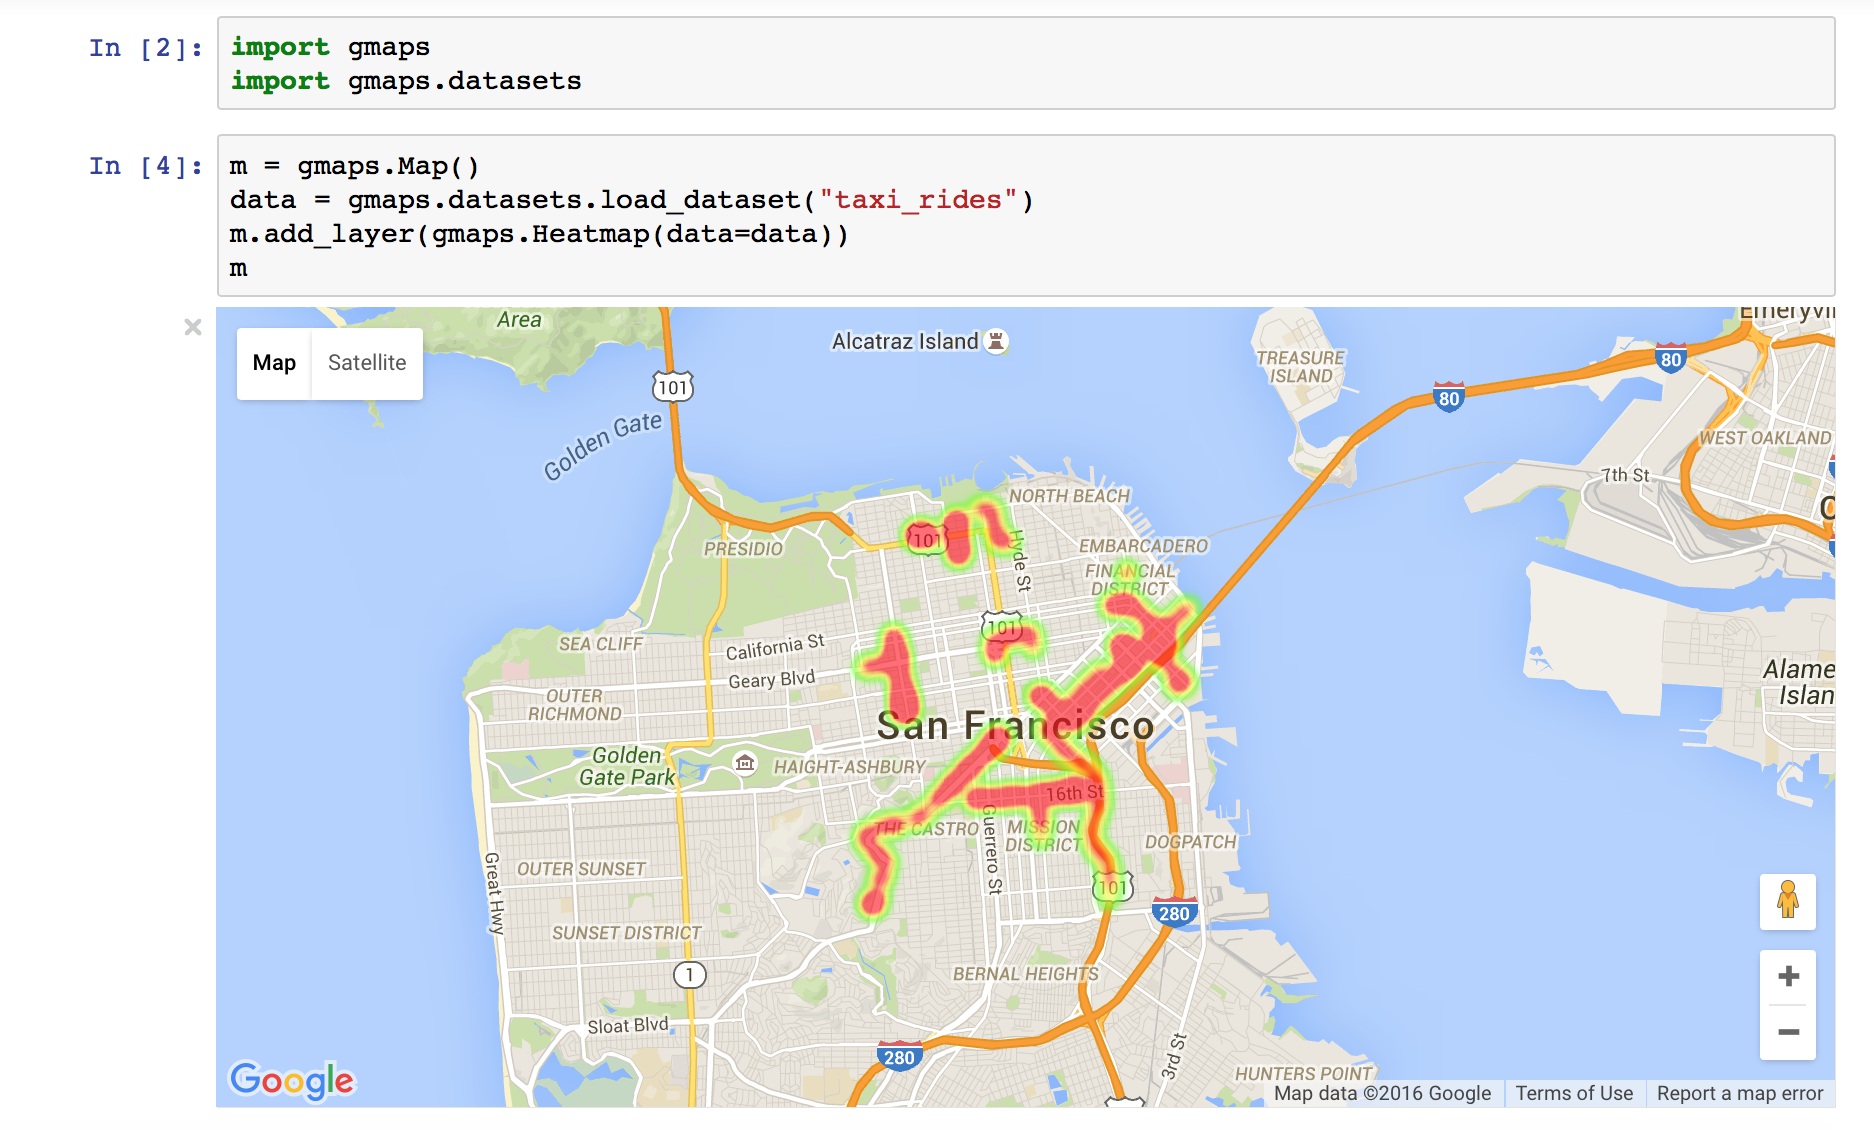 In [2]:
import gmaps
import gmaps.datasets
In [4]:
m = gmaps.Map()
data = gmaps.datasets.load_dataset("taxi_rides")
m.add_layer(gmaps.Heatmap(data=data))
m
×
Map
Satellite
Area
Alcatraz Island
101
Golden Gate
TREASURE
ISLAND
80
80
WEST OAKLAND
7th St
NORTH BEACH
101
Hyde St
PRESIDIO
EMBARCADERO
FINANCIAL
DISTRICT
101
SEA CLIFF
California St
Geary Blvd
OUTER
RICHMOND
San Francisco
Golden
Gate Park
HAIGHT-ASHBURY
16th St
THE CASTRO
Guerrero St
MISSION
DISTRICT
DOGPATCH
OUTER SUNSET
Great Hwy
101
280
SUNSET DISTRICT
1
BERNAL HEIGHTS
Sloat Blvd
280
3rd St
HUNTERS POINT
Google
Map data ©2016 Google
Terms of Use
Report a map error